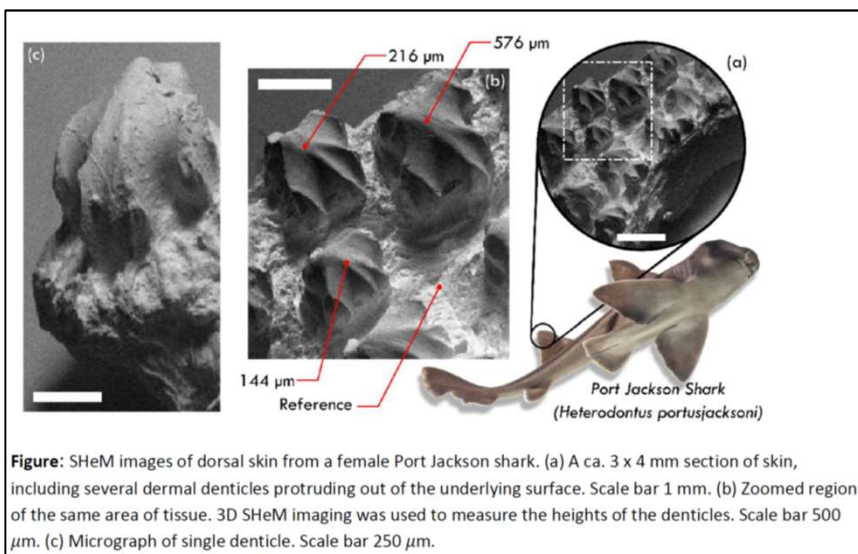 (c)
216 µm
576 µm
(b)
(a)
144 µm
Reference
Port Jackson Shark
(Heterodontus portusjacksoni)
Figure: SHeM images of dorsal skin from a female Port Jackson shark. (a) A ca. 3 x 4 mm section of skin,
including several dermal denticles protruding out of the underlying surface. Scale bar 1 mm. (b) Zoomed region
of the same area of tissue. 3D SHeM imaging was used to measure the heights of the denticles. Scale bar 500
µm. (c) Micrograph of single denticle. Scale bar 250 µm.